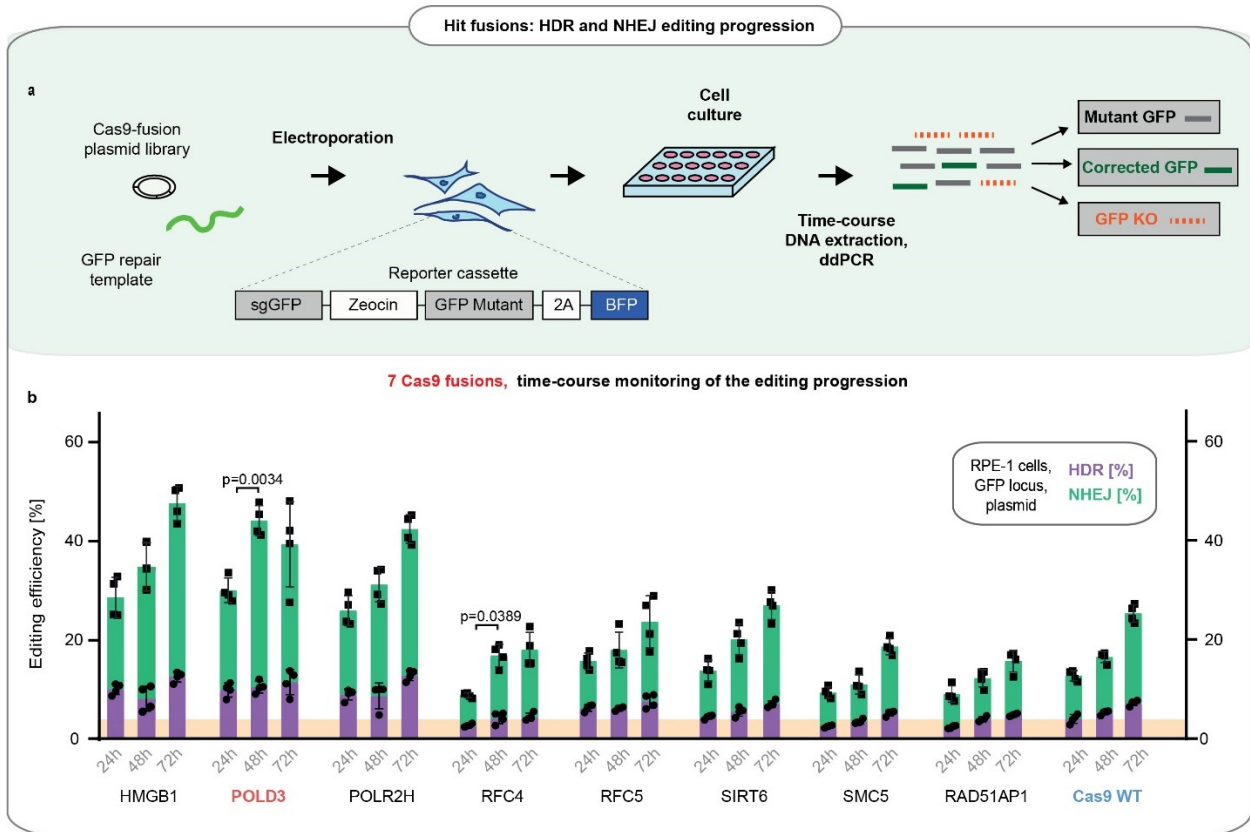 Hit fusions: HDR and NHEJ editing progression
a
Cas9-fusion
plasmid library
GFP repair
template
Electroporation
Reporter cassette
sgGFP
Zeocin
GFP Mutant
2A
BFP
Cell
culture
Time-course
DNA extraction,
ddPCR
Mutant GFP
Corrected GFP
GFP KO
7 Cas9 fusions, time-course monitoring of the editing progression
b
Editing effiiciency [%]
60
40
20
0
p=0.0034
p=0.0389
RPE-1 cells,
GFP locus,
plasmid
HDR [%]
NHEJ [%]
60
40
20
0
24h 48h 72h 24h 48h 72h 24h 48h 72h 24h 48h 72h 24h 48h 72h 24h 48h 72h 24h 48h 72h 24h 48h 72h 24h 48h 72h
HMGB1 POLD3 POLR2H RFC4 RFC5 SIRT6 SMC5 RAD51AP1 Cas9 WT